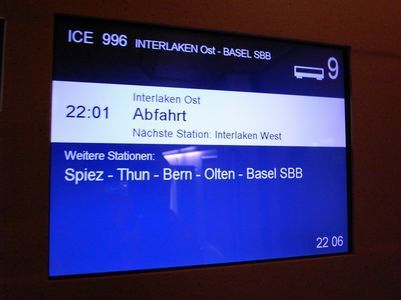 ICE 996 INTERLAKEN Ost - BASEL SBB
9
Interlaken Ost
22:01 Abfahrt
Nächste Station: Interlaken West
Weitere Stationen:
Spiez - Thun - Bern - Olten - Basel SBB
22 06